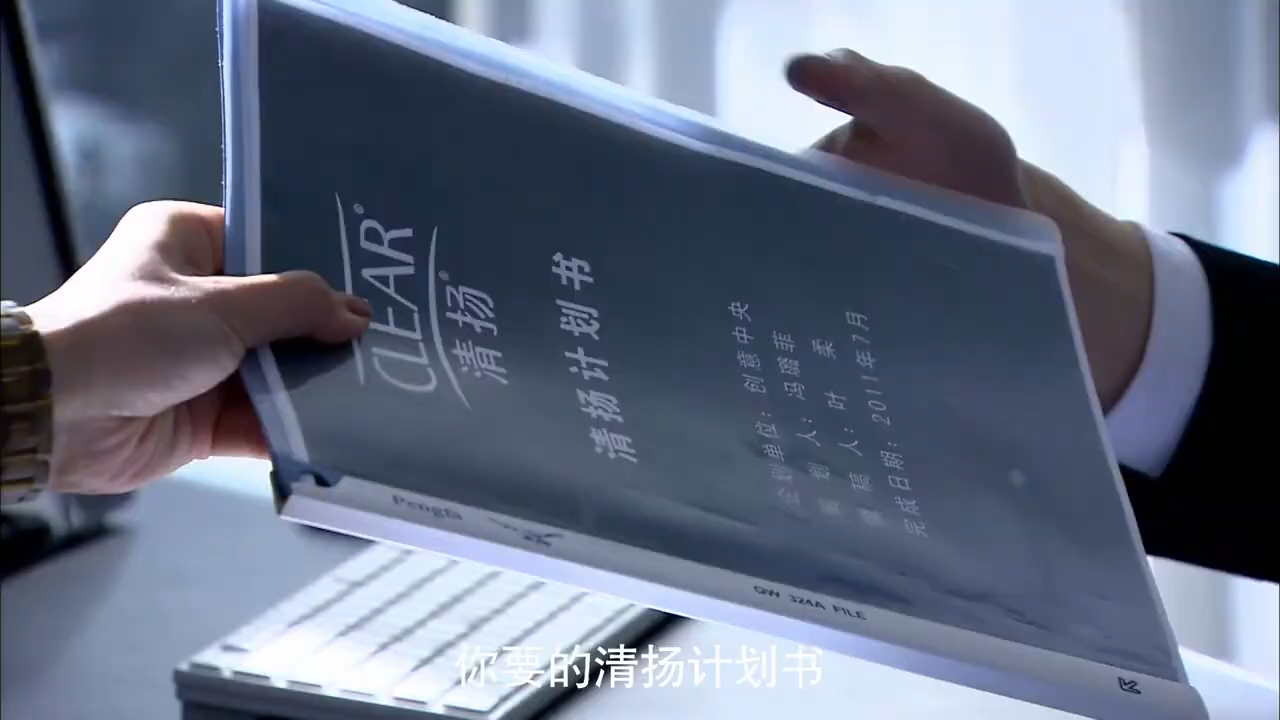 CLEAR®
清扬®
清扬计划书
企划单位：创意中央
策 划 人：冯璐菲
撰 稿 人：叶 柔
完成日期：2011年7月
Pengfa
QW 324A FILE
你要的清扬计划书